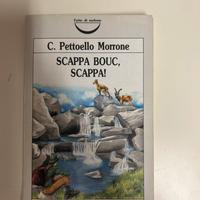 C. Pettoello Morrone
SCAPPA BOUC,
SCAPPA!